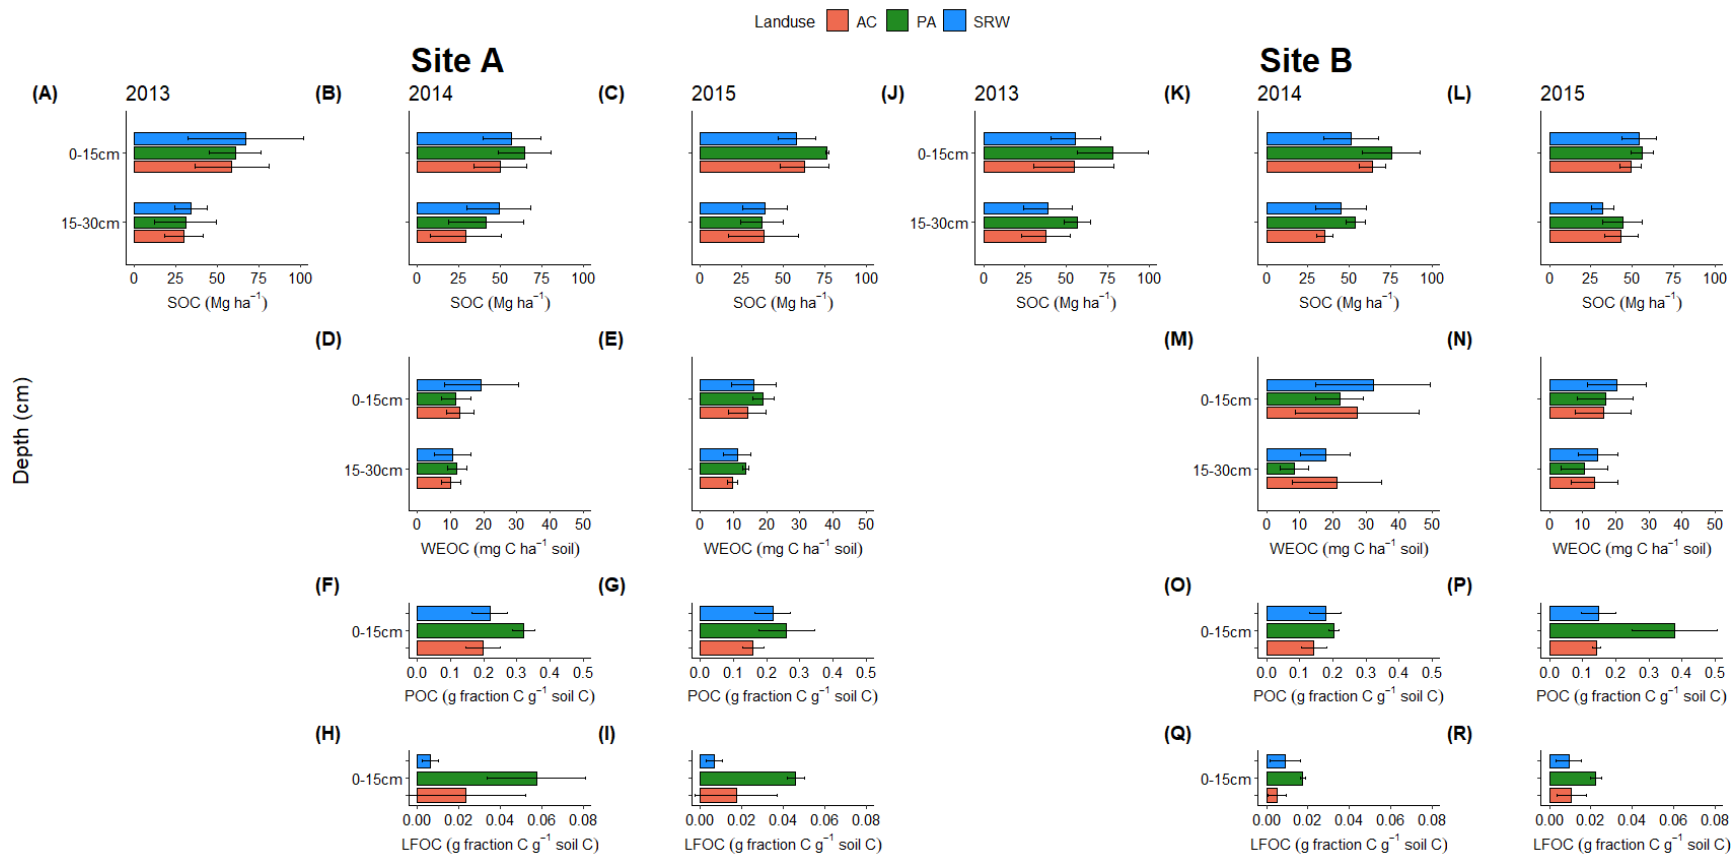 Landuse AC PA SRW
Site A Site B
(A) 2013 (B) 2014 (C) 2015 (J) 2013 (K) 2014 (L) 2015
0-15cm 0-15cm
15-30cm 15-30cm
0 25 50 75 100 0 25 50 75 100 0 25 50 75 100 0 25 50 75 100 0 25 50 75 100 0 25 50 75 100
SOC (Mg ha⁻¹) SOC (Mg ha⁻¹) SOC (Mg ha⁻¹) SOC (Mg ha⁻¹) SOC (Mg ha⁻¹) SOC (Mg ha⁻¹)
(D) (E) (M) (N)
Depth (cm)
0-15cm 0-15cm
15-30cm 15-30cm
0 10 20 30 40 50 0 10 20 30 40 50 0 10 20 30 40 50 0 10 20 30 40 50
WEOC (mg C ha⁻¹ soil) WEOC (mg C ha⁻¹ soil) WEOC (mg C ha⁻¹ soil) WEOC (mg C ha⁻¹ soil)
(F) (G) (O) (P)
0-15cm 0-15cm
0.0 0.1 0.2 0.3 0.4 0.5 0.0 0.1 0.2 0.3 0.4 0.5 0.0 0.1 0.2 0.3 0.4 0.5 0.0 0.1 0.2 0.3 0.4 0.5
POC (g fraction C g⁻¹ soil C) POC (g fraction C g⁻¹ soil C) POC (g fraction C g⁻¹ soil C) POC (g fraction C g⁻¹ soil C)
(H) (I) (Q) (R)
0-15cm 0-15cm
0.00 0.02 0.04 0.06 0.08 0.00 0.02 0.04 0.06 0.08 0.00 0.02 0.04 0.06 0.08 0.00 0.02 0.04 0.06 0.08
LFOC (g fraction C g⁻¹ soil C) LFOC (g fraction C g⁻¹ soil C) LFOC (g fraction C g⁻¹ soil C) LFOC (g fraction C g⁻¹ soil C)